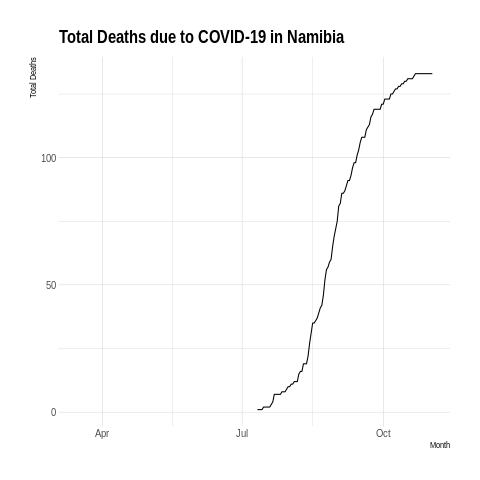 Total Deaths due to COVID-19 in Namibia
Total Deaths
100
50
0
Apr
Jul
Oct
Month